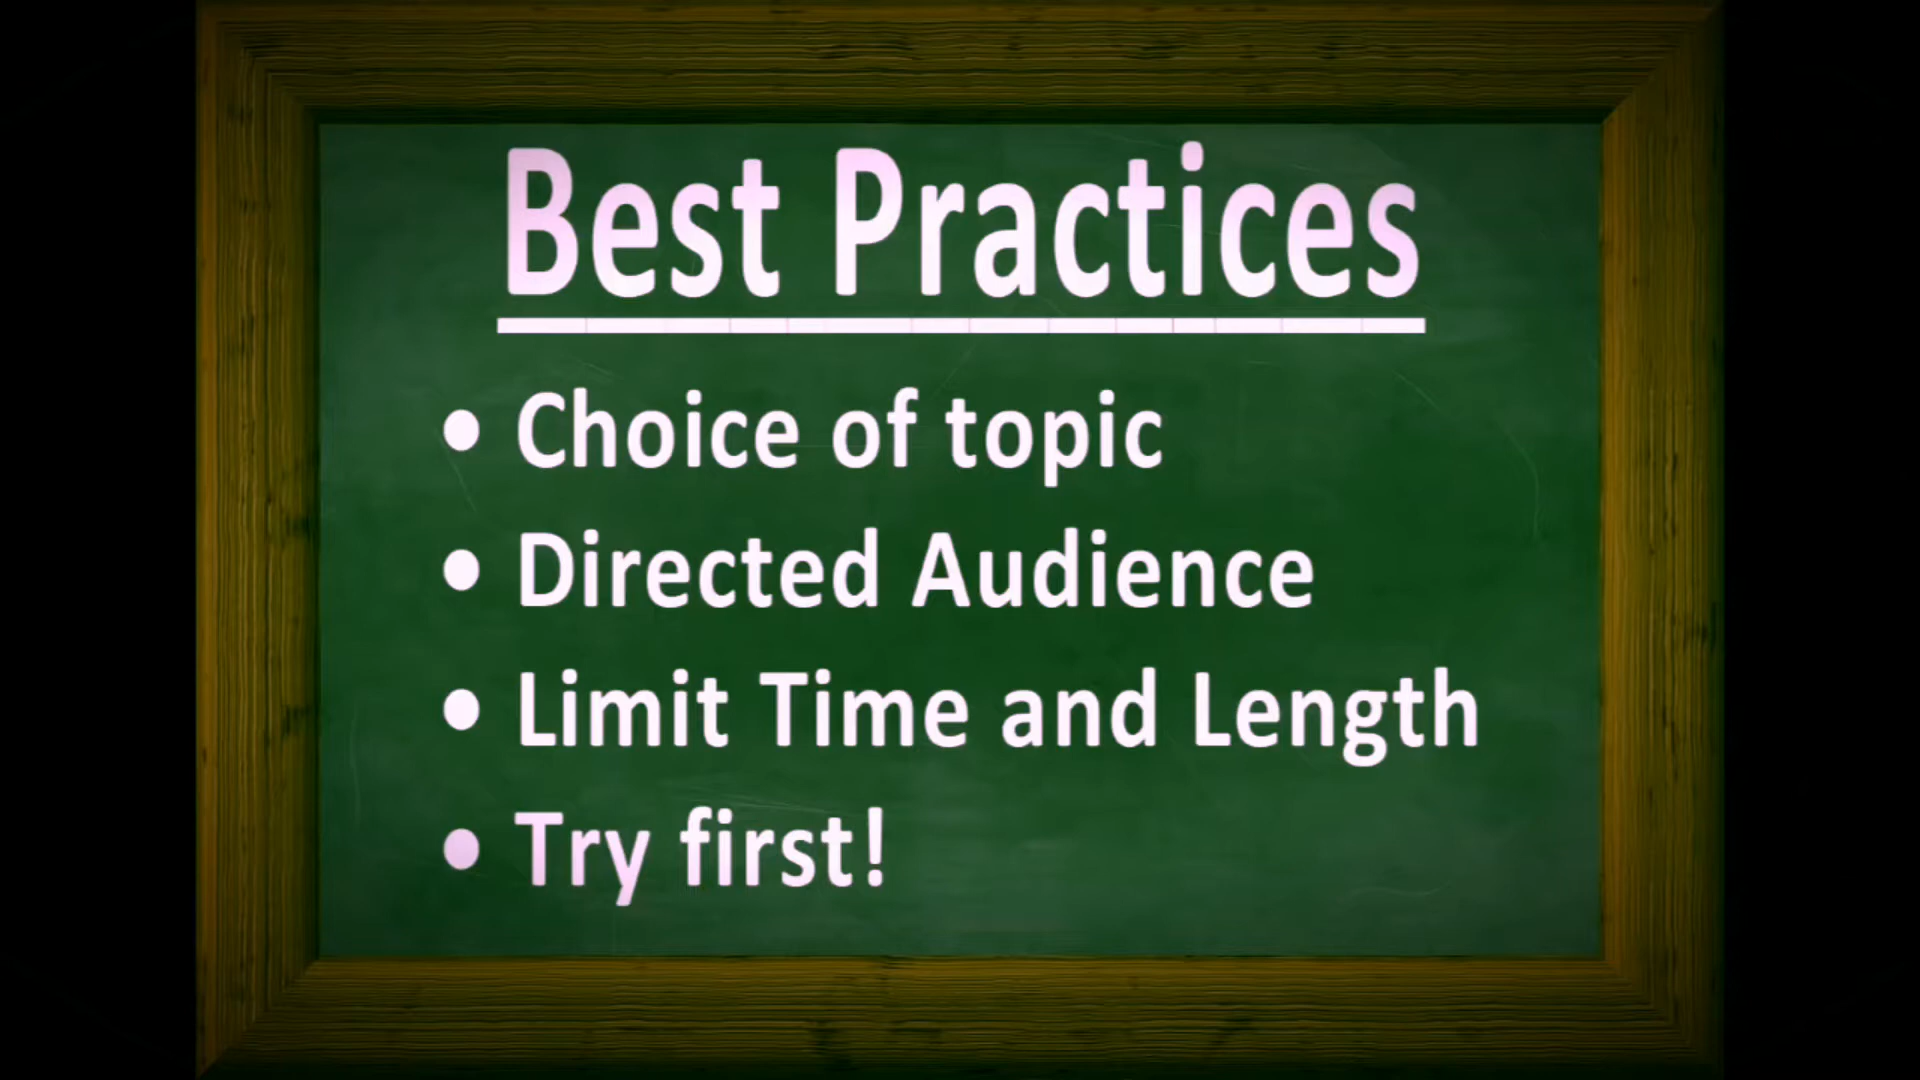 Best Practices
• Choice of topic
• Directed Audience
• Limit Time and Length
• Try first!